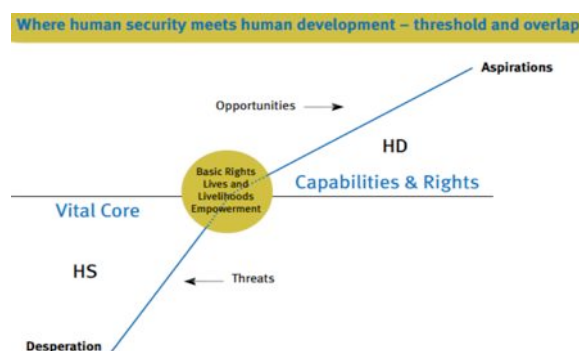 Where human security meets human development – threshold and overlap
Aspirations
Opportunities
HD
Basic Rights
Lives and
Livelihoods
Empowerment
Capabilities & Rights
Vital Core
HS
Threats
Desperation